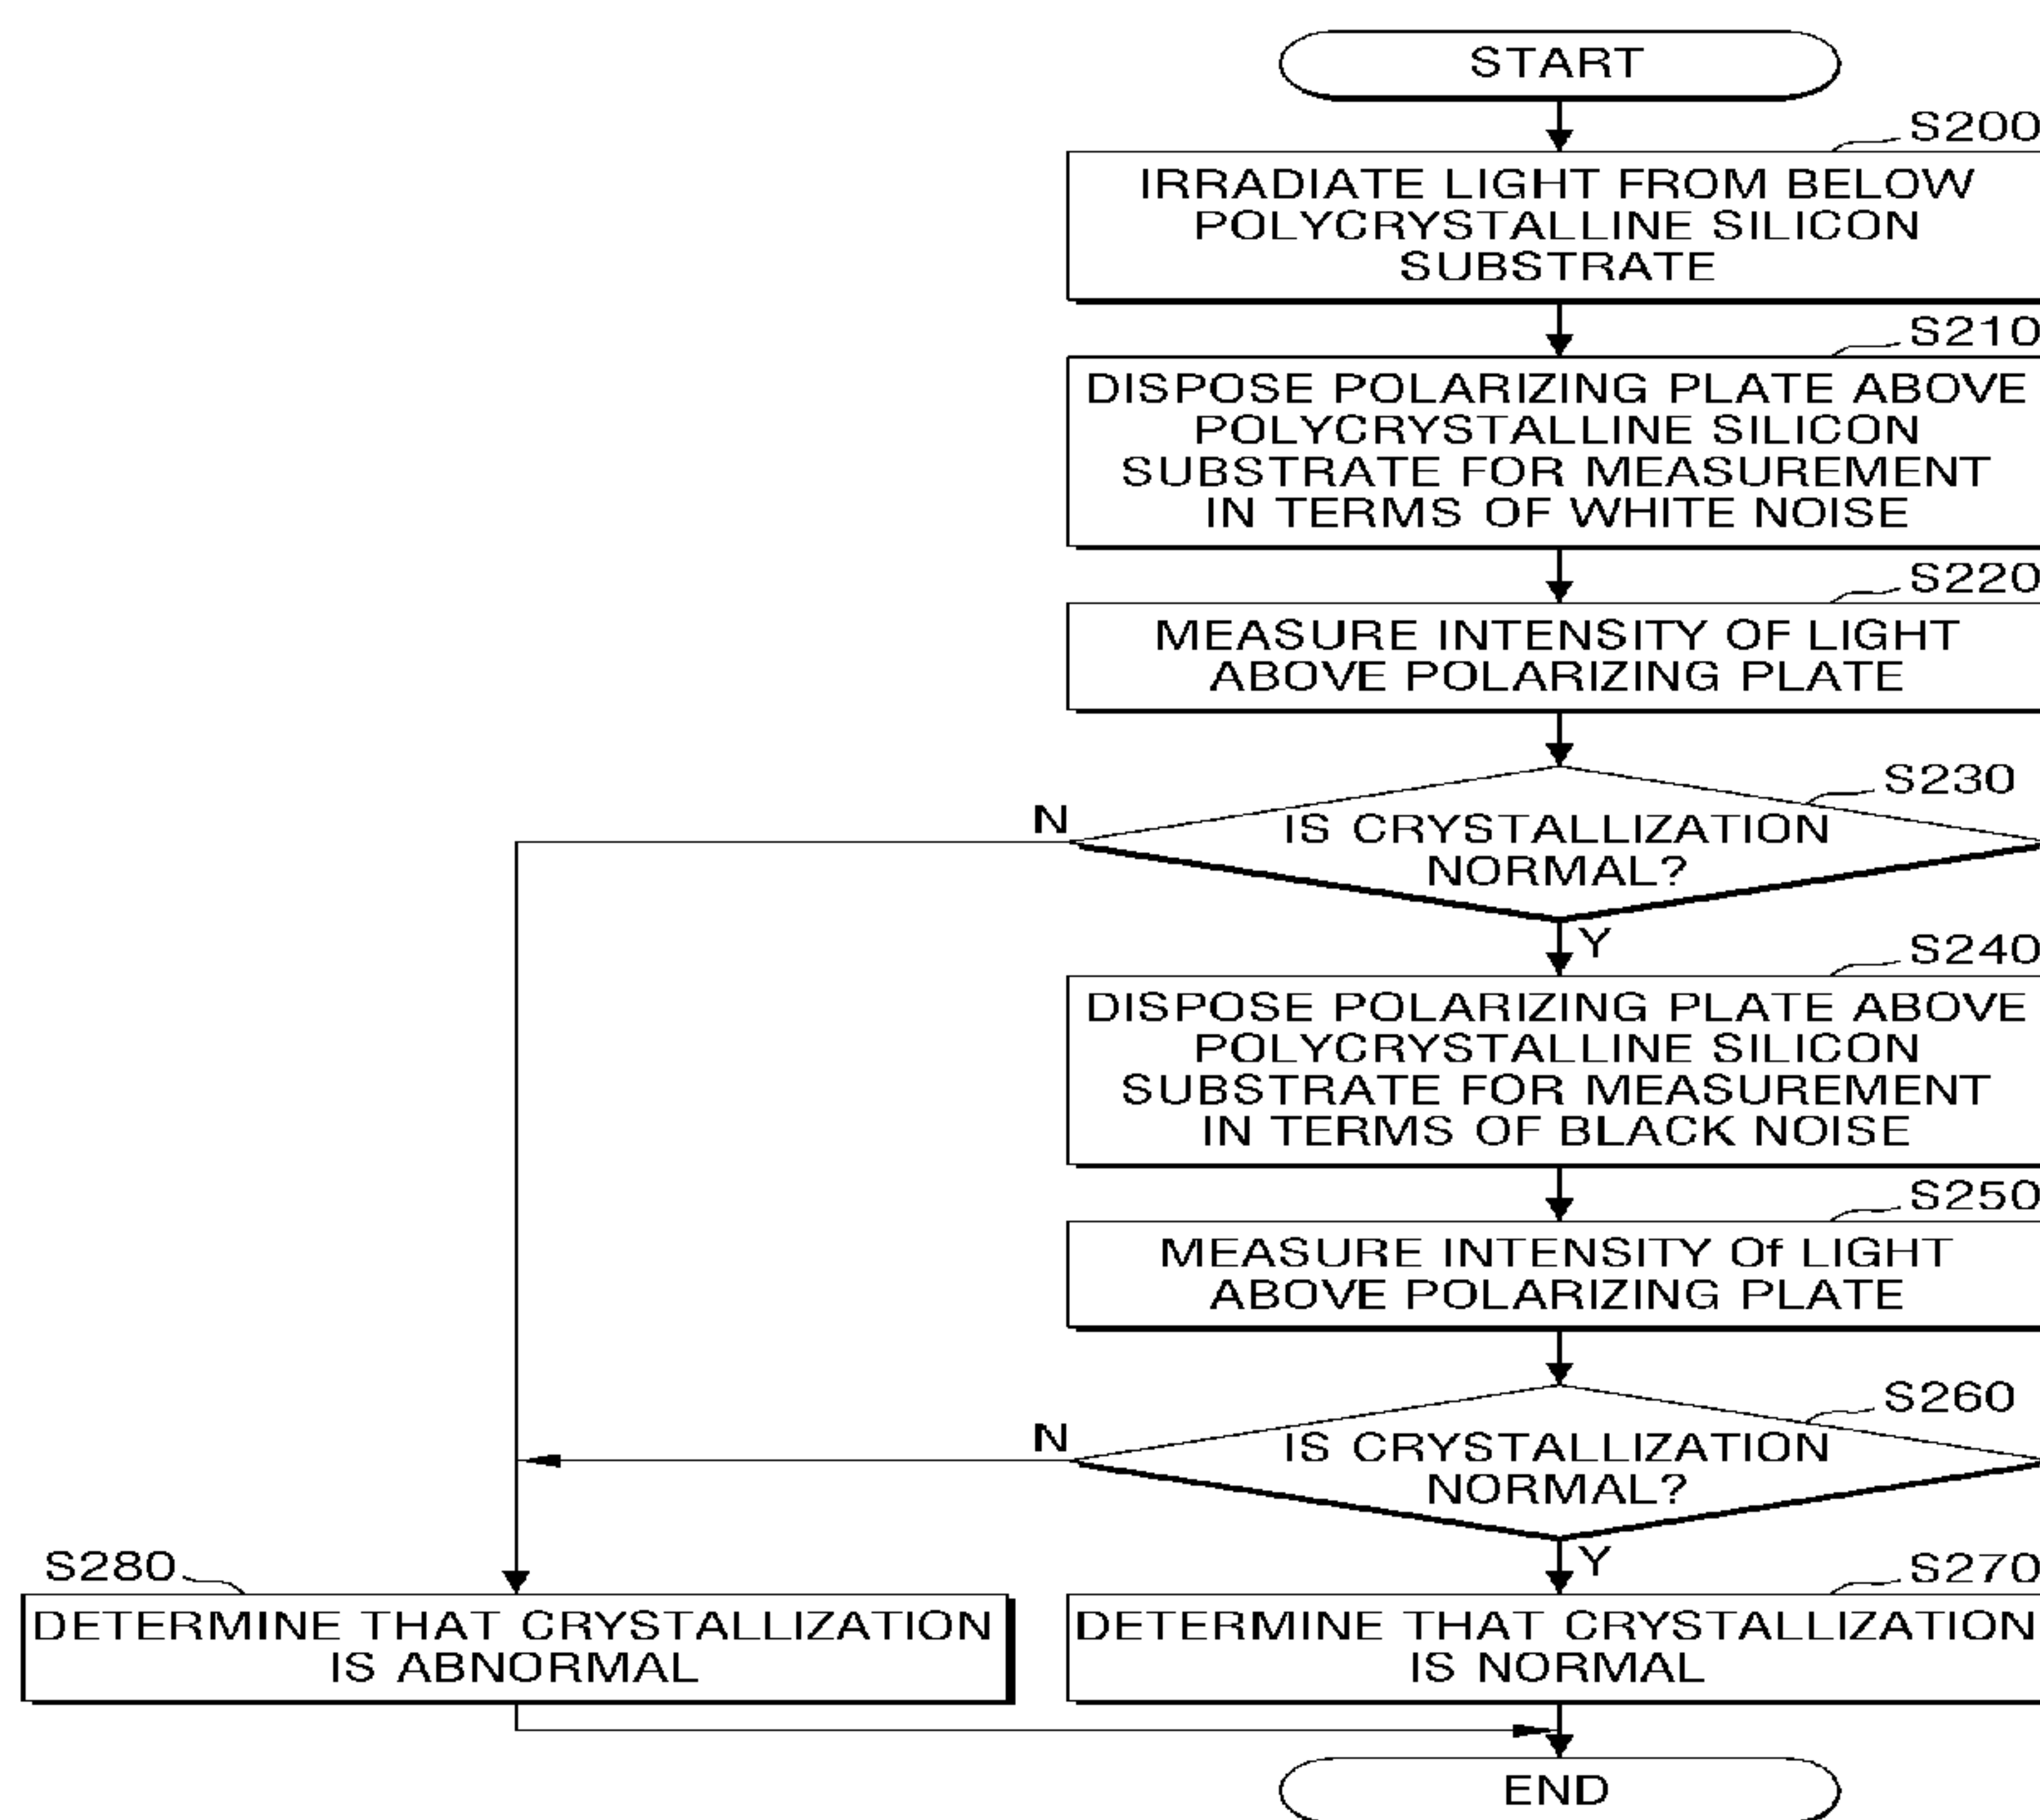 START
S200
IRRADIATE LIGHT FROM BELOW
POLYCRYSTALLINE SILICON
SUBSTRATE
S210
DISPOSE POLARIZING PLATE ABOVE
POLYCRYSTALLINE SILICON
SUBSTRATE FOR MEASUREMENT
IN TERMS OF WHITE NOISE
S220
MEASURE INTENSITY OF LIGHT
ABOVE POLARIZING PLATE
S230
N
IS CRYSTALLIZATION
NORMAL?
Y
S240
DISPOSE POLARIZING PLATE ABOVE
POLYCRYSTALLINE SILICON
SUBSTRATE FOR MEASUREMENT
IN TERMS OF BLACK NOISE
S250
MEASURE INTENSITY Of LIGHT
ABOVE POLARIZING PLATE
S260
N
IS CRYSTALLIZATION
NORMAL?
Y
S280
DETERMINE THAT CRYSTALLIZATION
IS ABNORMAL
S270
DETERMINE THAT CRYSTALLIZATION
IS NORMAL
END